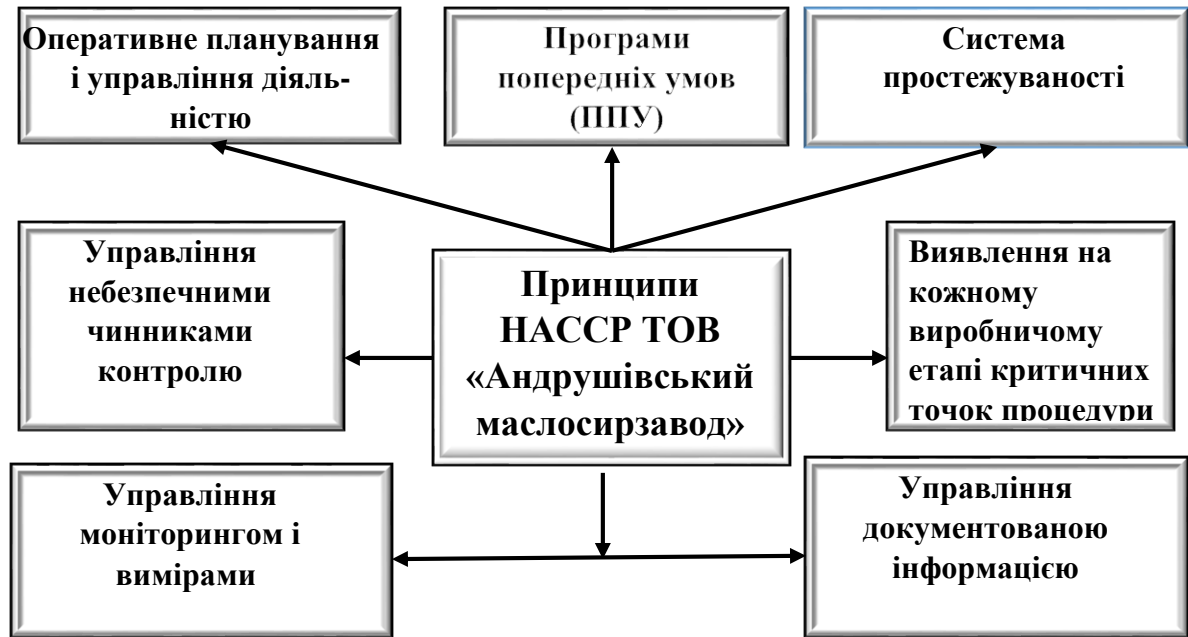 Оперативне планування
і управління діяль-
ністю
Програми
попередніх умов
(ППУ)
Система
простежуваності
Управління
небезпечними
чинниками
контролю
Принципи
НАССР ТОВ
«Андрушівський
маслосирзавод»
Виявлення на
кожному
виробничому
етапі критичних
точок процедури
Управління
моніторингом і
вимірами
Управління
документованою
інформацією